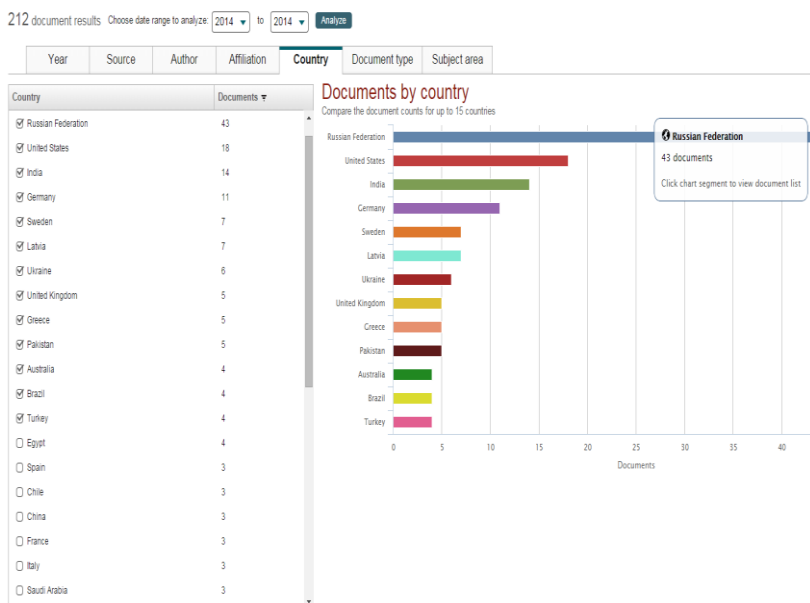 212 document results Choose date range to analyze: 2014 to 2014 Analyze
Year Source Author Affiliation Country Document type Subject area
Country Documents
Russian Federation 43
United States 18
India 14
Germany 11
Sweden 7
Latvia 7
Ukraine 6
United Kingdom 5
Greece 5
Pakistan 5
Australia 4
Brazil 4
Turkey 4
Egypt 4
Spain 3
Chile 3
China 3
France 3
Italy 3
Saudi Arabia 3
Documents by country
Compare the document counts for up to 15 countries
Russian Federation
United States
India
Germany
Sweden
Latvia
Ukraine
United Kingdom
Greece
Pakistan
Australia
Brazil
Turkey
0 5 10 15 20 25 30 35 40
Documents
Russian Federation
43 documents
Click chart segment to view document list